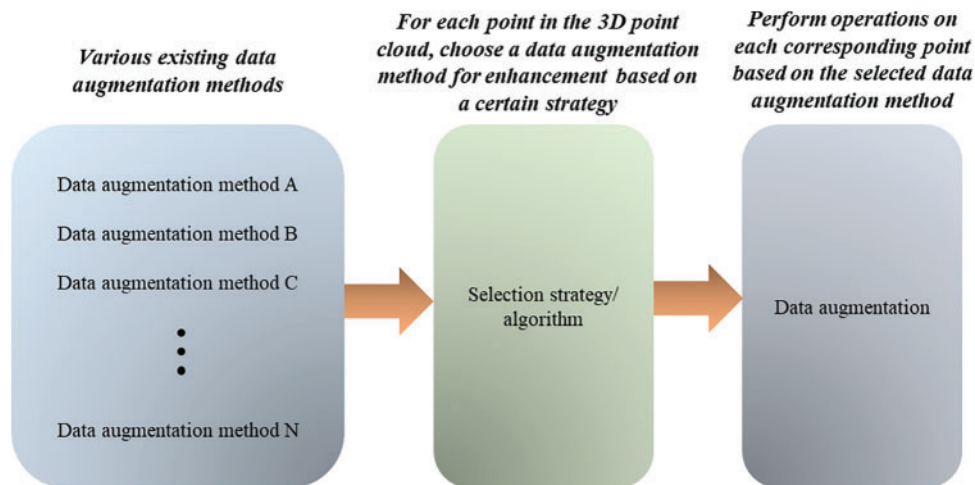 Various existing data
augmentation methods
Data augmentation method A
Data augmentation method B
Data augmentation method C
Data augmentation method N
For each point in the 3D point
cloud, choose a data augmentation
method for enhancement based on
a certain strategy
Selection strategy/
algorithm
Perform operations on
each corresponding point
based on the selected data
augmentation method
Data augmentation